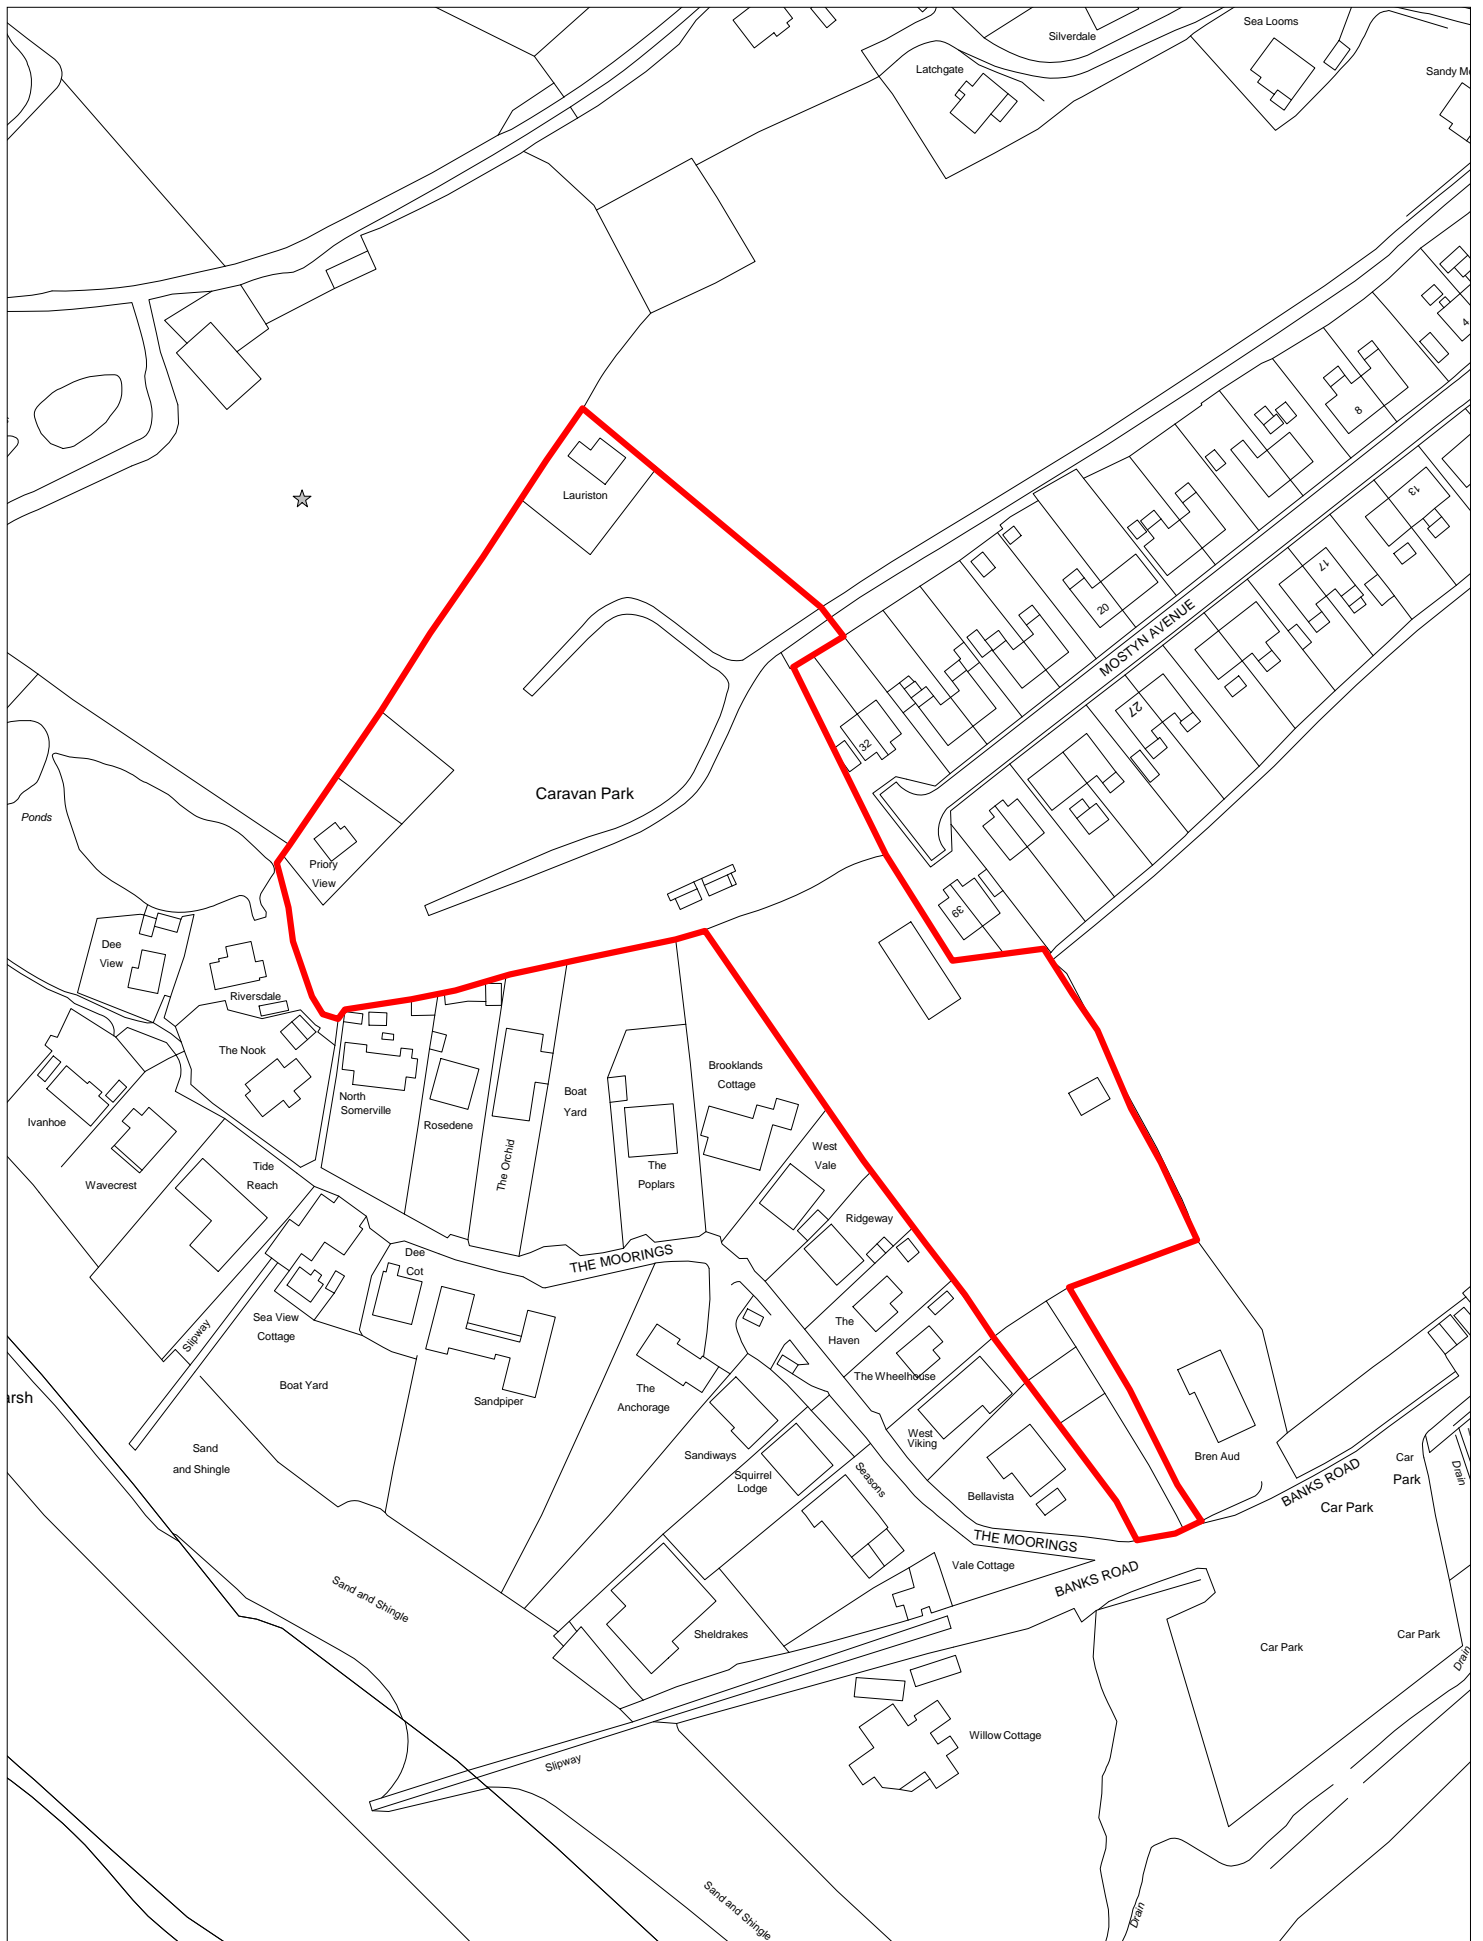 Sea Looms
Silverdale
Latchgate
Sandy
4
8
13
Lauriston
17
20
MOSTYN AVENUE
27
32
Caravan Park
Ponds
Priory
View
39
Dee
View
Riversdale
The Nook
North
Somerville
Rosedene
The Orchid
Boat
Yard
The
Poplars
Brooklands
Cottage
West
Vale
Ridgeway
Ivanhoe
Wavecrest
Tide
Reach
Dee
Cot
THE MOORINGS
Sea View
Cottage
Slipway
Boat Yard
Sandpiper
The
Anchorage
The
Haven
The Wheelhouse
West
Viking
Bellavista
Bren Aud
Sand
and Shingle
Sandiways
Squirrel
Lodge
Seasons
BANKS ROAD
Car
Park
Drain
Car Park
THE MOORINGS
Vale Cottage
BANKS ROAD
Sand and Shingle
Sheldrakes
Car Park
Car Park
Drain
Willow Cottage
Slipway
Sand and Shingle
Drain